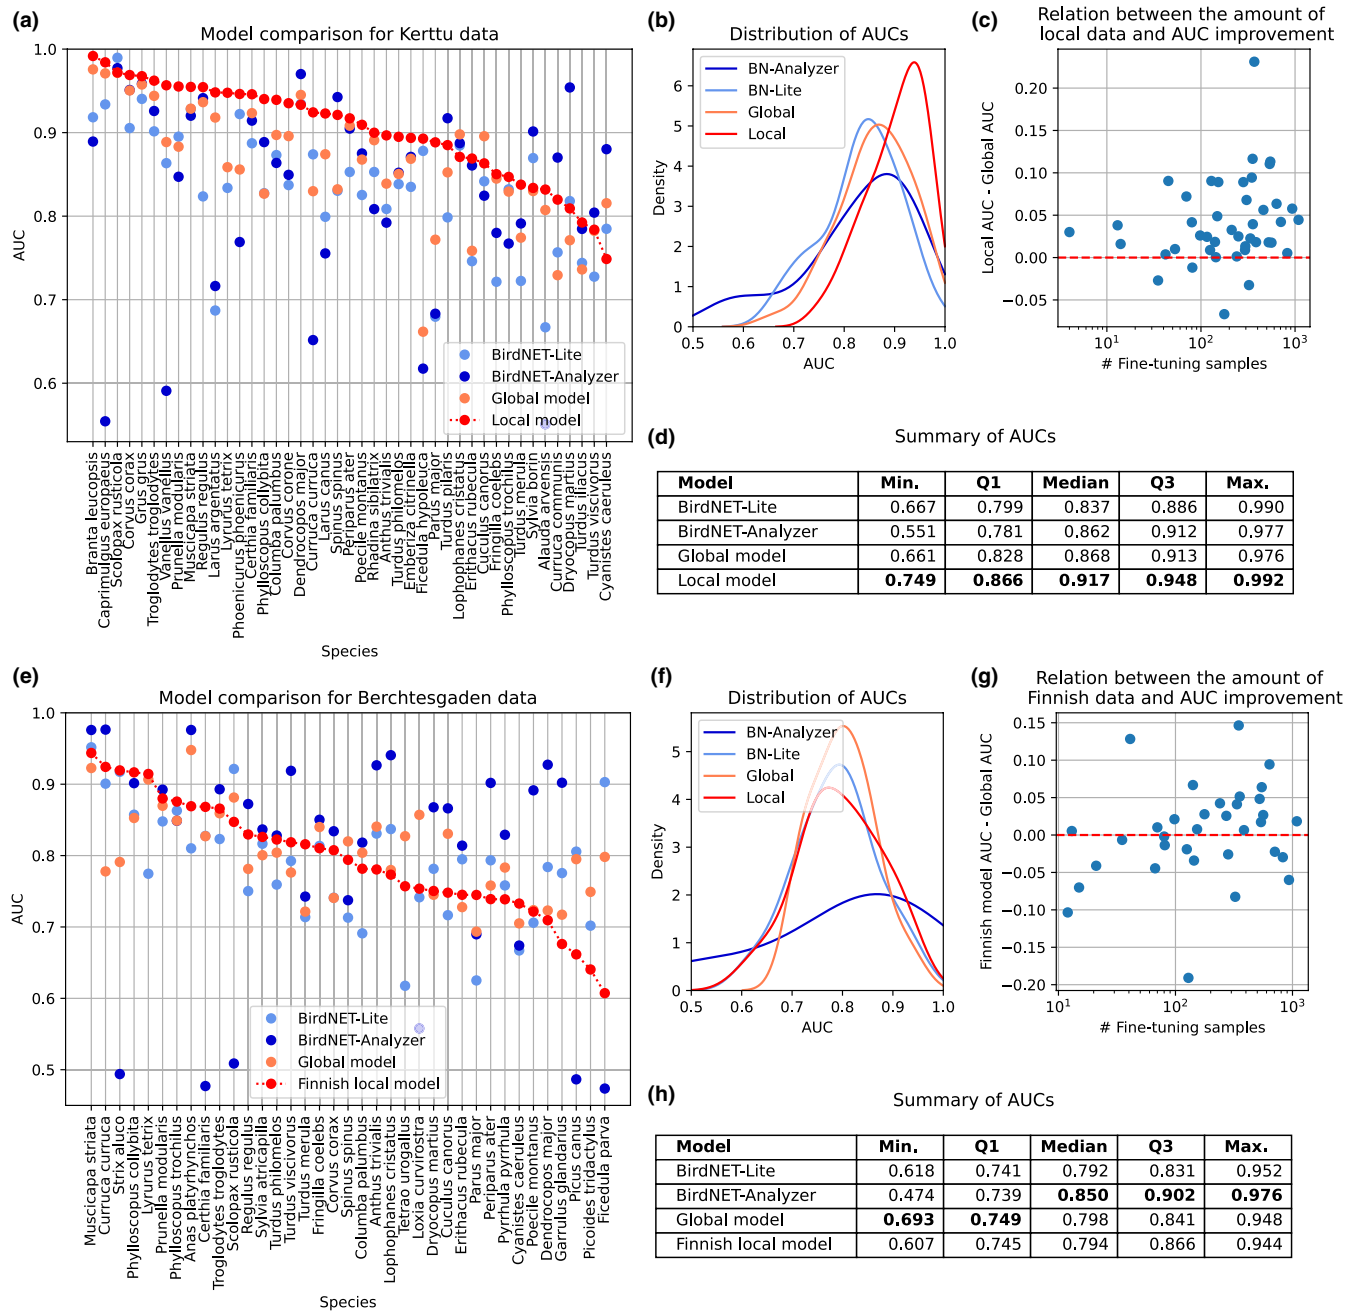 (a)
Model comparison for Kerttu data
1.0
0.9
0.8
0.7
0.6
AUC
BirdNET-Lite
BirdNET-Analyzer
Global model
Local model
Branta leucopsis
Caprimulgus europaeus
Scolopax rusticola
Corvus corax
Grus grus
Troglodytes troglodytes
Vanellus vanellus
Prunella modularis
Muscicapa striata
Regulus regulus
Larus argentatus
Lyrurus tetrix
Phoenicurus phoenicurus
Certhia familiaris
Phylloscopus collybita
Columba palumbus
Corvus corone
Dendrocopos major
Curruca curruca
Larus canus
Spinus spinus
Periparus ater
Poecile montanus
Rhadina sibilatrix
Anthus trivialis
Turdus philomelos
Emberiza citrinella
Ficedula hypoleuca
Parus major
Turdus pilaris
Lophophanes cristatus
Erithacus rubecula
Cuculus canorus
Fringilla coelebs
Phylloscopus trochilus
Turdus merula
Sylvia borin
Alauda arvensis
Curruca communis
Dryocopus martius
Turdus iliacus
Turdus viscivorus
Cyanistes caeruleus
Species
(b)
Distribution of AUCs
BN-Analyzer
BN-Lite
Global
Local
6
5
4
3
2
1
0
Density
0.5 0.6 0.7 0.8 0.9 1.0
AUC
(c)
Relation between the amount of
local data and AUC improvement
0.20
0.15
0.10
0.05
0.00
−0.05
Local AUC - Global AUC
10¹ 10² 10³
# Fine-tuning samples
(d)
Summary of AUCs
Model Min. Q1 Median Q3 Max.
BirdNET-Lite 0.667 0.799 0.837 0.886 0.990
BirdNET-Analyzer 0.551 0.781 0.862 0.912 0.977
Global model 0.661 0.828 0.868 0.913 0.976
Local model 0.749 0.866 0.917 0.948 0.992
(e)
Model comparison for Berchtesgaden data
1.0
0.9
0.8
0.7
0.6
0.5
AUC
BirdNET-Lite
BirdNET-Analyzer
Global model
Finnish local model
Muscicapa striata
Curruca curruca
Strix aluco
Phylloscopus collybita
Lyrurus tetrix
Prunella modularis
Phylloscopus trochilus
Anas platyrhynchos
Certhia familiaris
Troglodytes troglodytes
Scolopax rusticola
Regulus regulus
Sylvia atricapilla
Turdus philomelos
Turdus viscivorus
Turdus merula
Fringilla coelebs
Corvus corax
Spinus spinus
Columba palumbus
Anthus trivialis
Lophophanes cristatus
Tetrao urogallus
Loxia curvirostra
Dryocopus martius
Cuculus canorus
Erithacus rubecula
Parus major
Periparus ater
Pyrrhula pyrrhula
Cyanistes caeruleus
Poecile montanus
Dendrocopos major
Garrulus glandarius
Picus canus
Picoides tridactylus
Ficedula parva
Species
(f)
Distribution of AUCs
BN-Analyzer
BN-Lite
Global
Local
5
4
3
2
1
0
Density
0.5 0.6 0.7 0.8 0.9 1.0
AUC
(g)
Relation between the amount of
Finnish data and AUC improvement
0.15
0.10
0.05
0.00
−0.05
−0.10
−0.15
−0.20
Finnish model AUC - Global AUC
10¹ 10² 10³
# Fine-tuning samples
(h)
Summary of AUCs
Model Min. Q1 Median Q3 Max.
BirdNET-Lite 0.618 0.741 0.792 0.831 0.952
BirdNET-Analyzer 0.474 0.739 0.850 0.902 0.976
Global model 0.693 0.749 0.798 0.841 0.948
Finnish local model 0.607 0.745 0.794 0.866 0.944